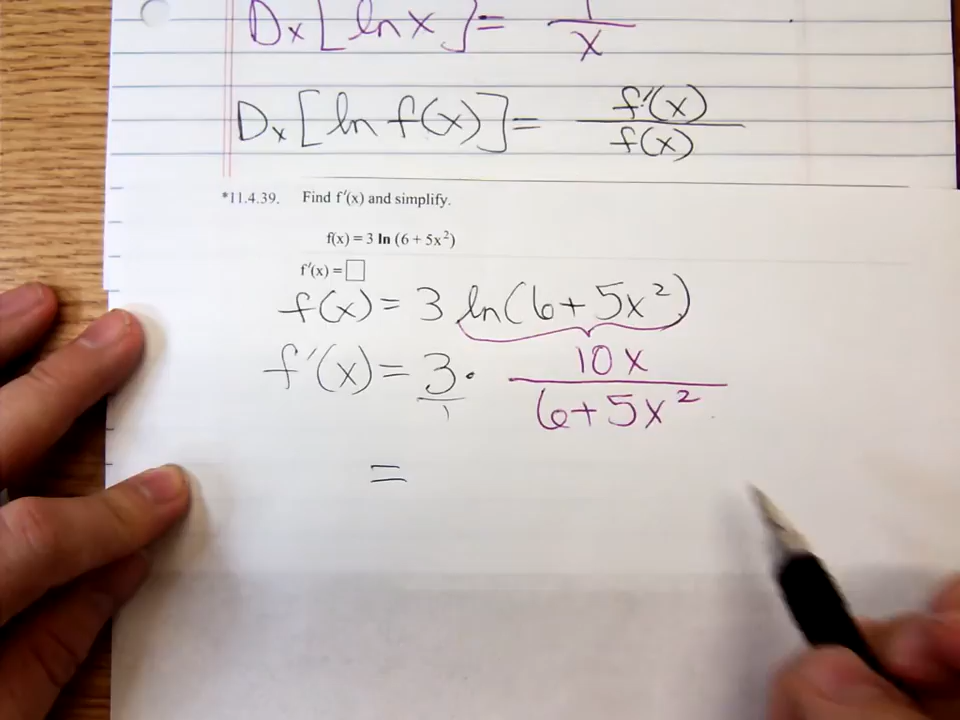 Dx [ln x] = 1/x
Dx [ln f(x)] = f'(x)/f(x)
*11.4.39. Find f'(x) and simplify.
f(x) = 3 ln (6 + 5x²)
f'(x) = □
f(x) = 3 ln(6 + 5x²)
f'(x) = 3/1 · 10x/(6+5x²)
=